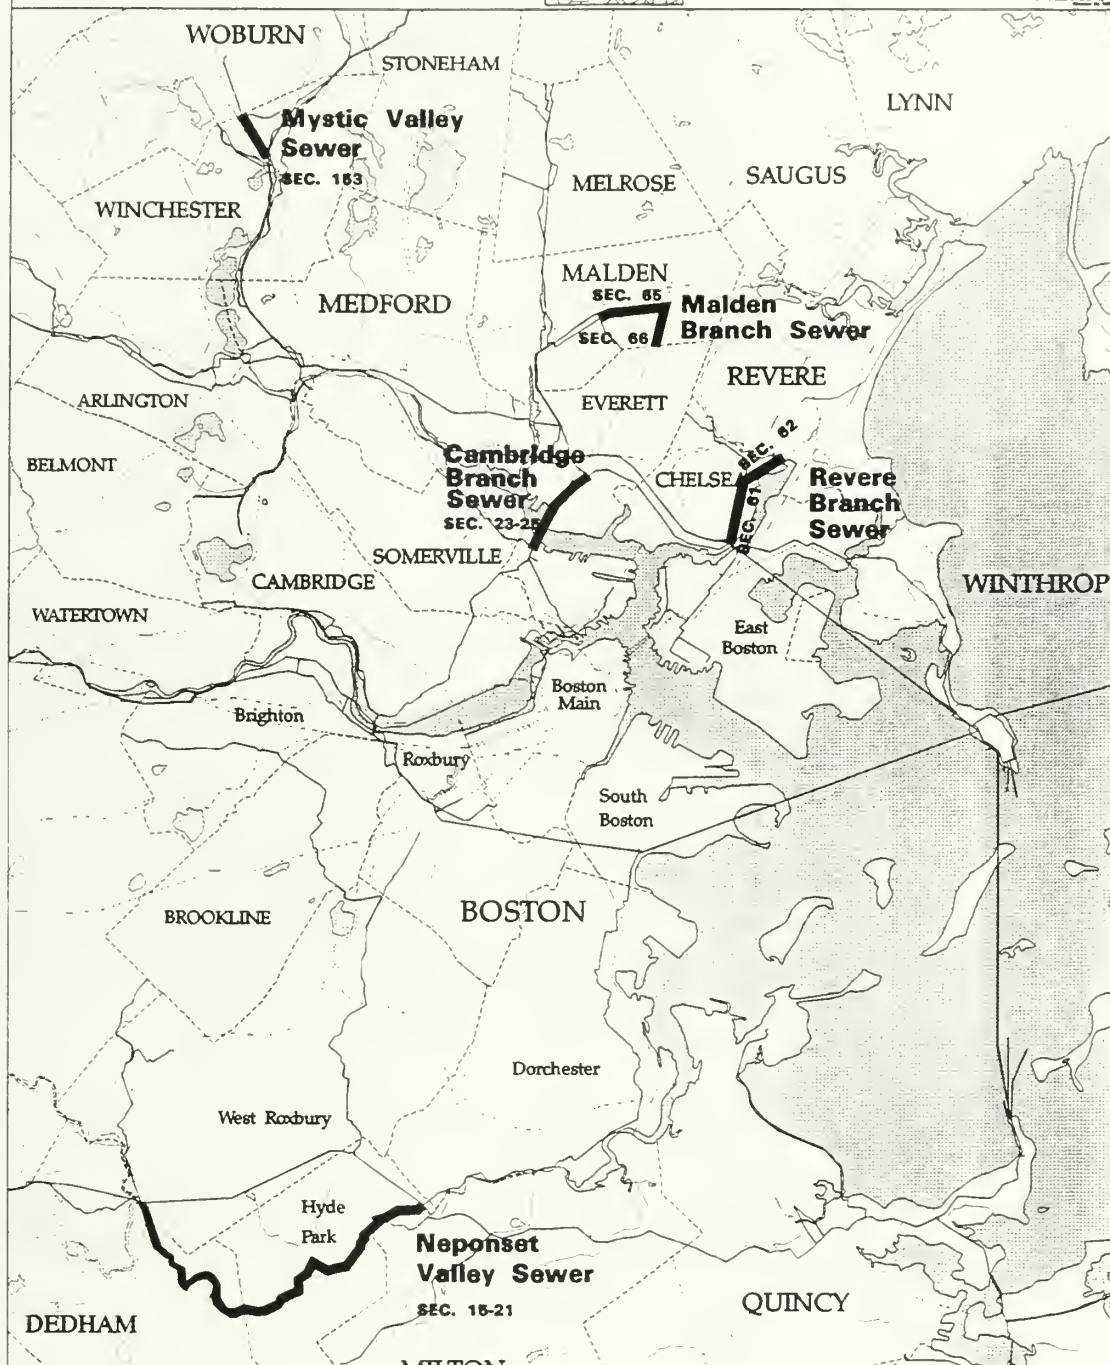 WOBURN
STONEHAM
LYNN
Mystic Valley
Sewer
SEC. 163
MELROSE
SAUGUS
WINCHESTER
MALDEN
SEC. 65
Malden
Branch Sewer
SEC. 66
MEDFORD
REVERE
ARLINGTON
EVERETT
SEC. 62
BELMONT
Cambridge
Branch
Sewer
SEC. 23-25
CHELSEA
SEC. 61
Revere
Branch
Sewer
SOMERVILLE
CAMBRIDGE
WINTHROP
WATERTOWN
East
Boston
Boston
Main
Brighton
Roxbury
South
Boston
BROOKLINE
BOSTON
Dorchester
West Roxbury
Hyde
Park
Neponset
Valley Sewer
SEC. 15-21
QUINCY
DEDHAM
MILTON